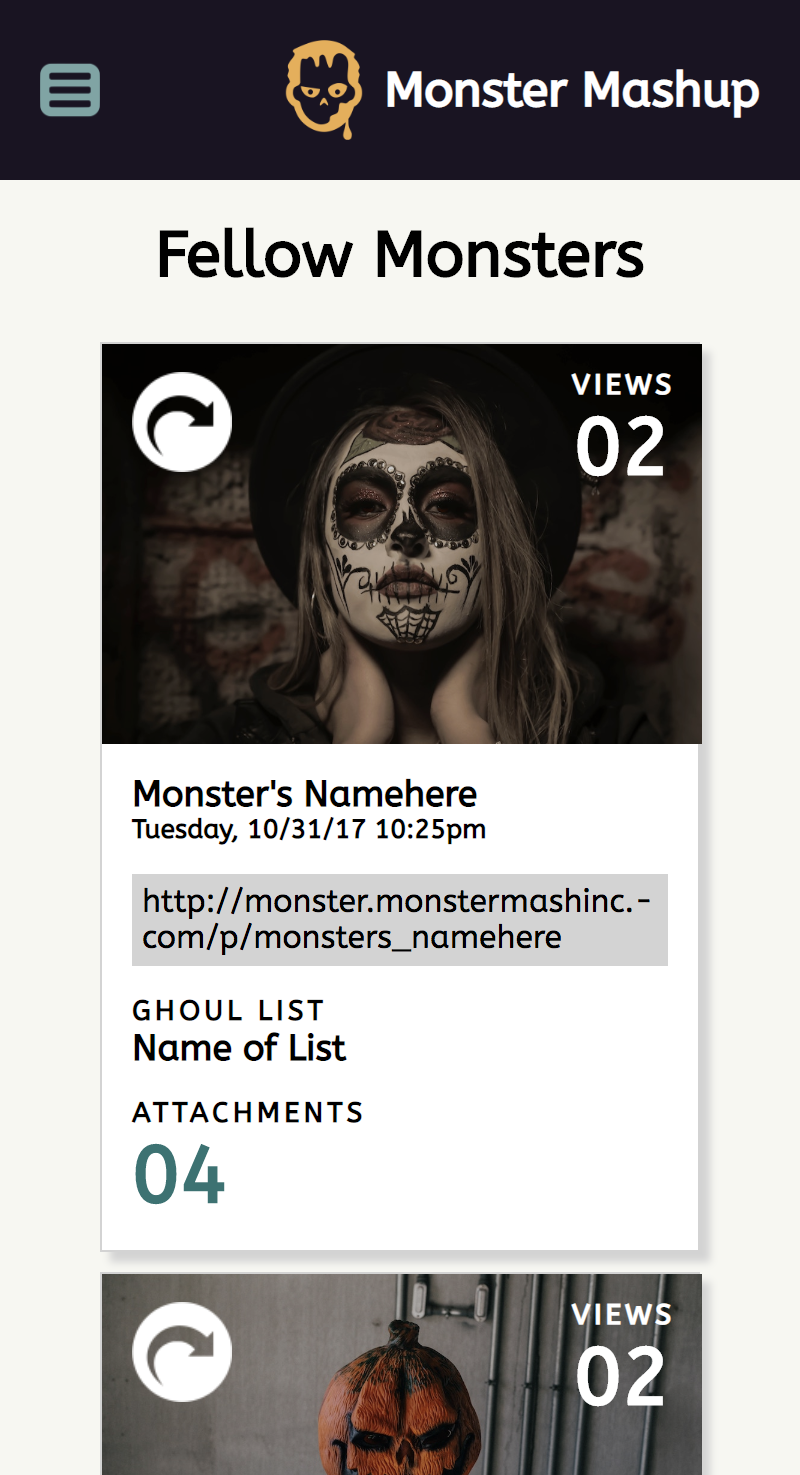 Monster Mashup
Fellow Monsters
VIEWS
02
Monster's Namehere
Tuesday, 10/31/17 10:25pm
http://monster.monstermashinc.-
com/p/monsters_namehere
GHOUL LIST
Name of List
ATTACHMENTS
04
VIEWS
02